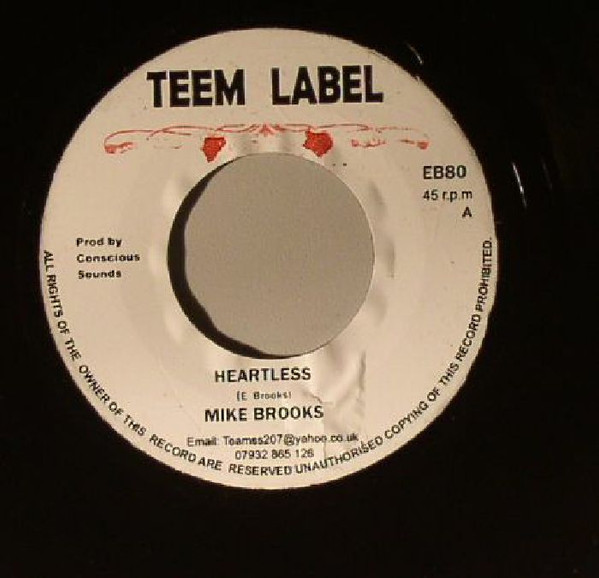 TEEM LABEL
EB80
45 r.p.m
A
Prod by
Conscious
Sounds
HEARTLESS
(E Brooks)
MIKE BROOKS
Email: Teamss207@yahoo.co.uk
07932 865 126
ALL RIGHTS OF THE OWNER OF THIS RECORD ARE RESERVED UNAUTHORISED COPYING OF THIS RECORD PROHIBITED.